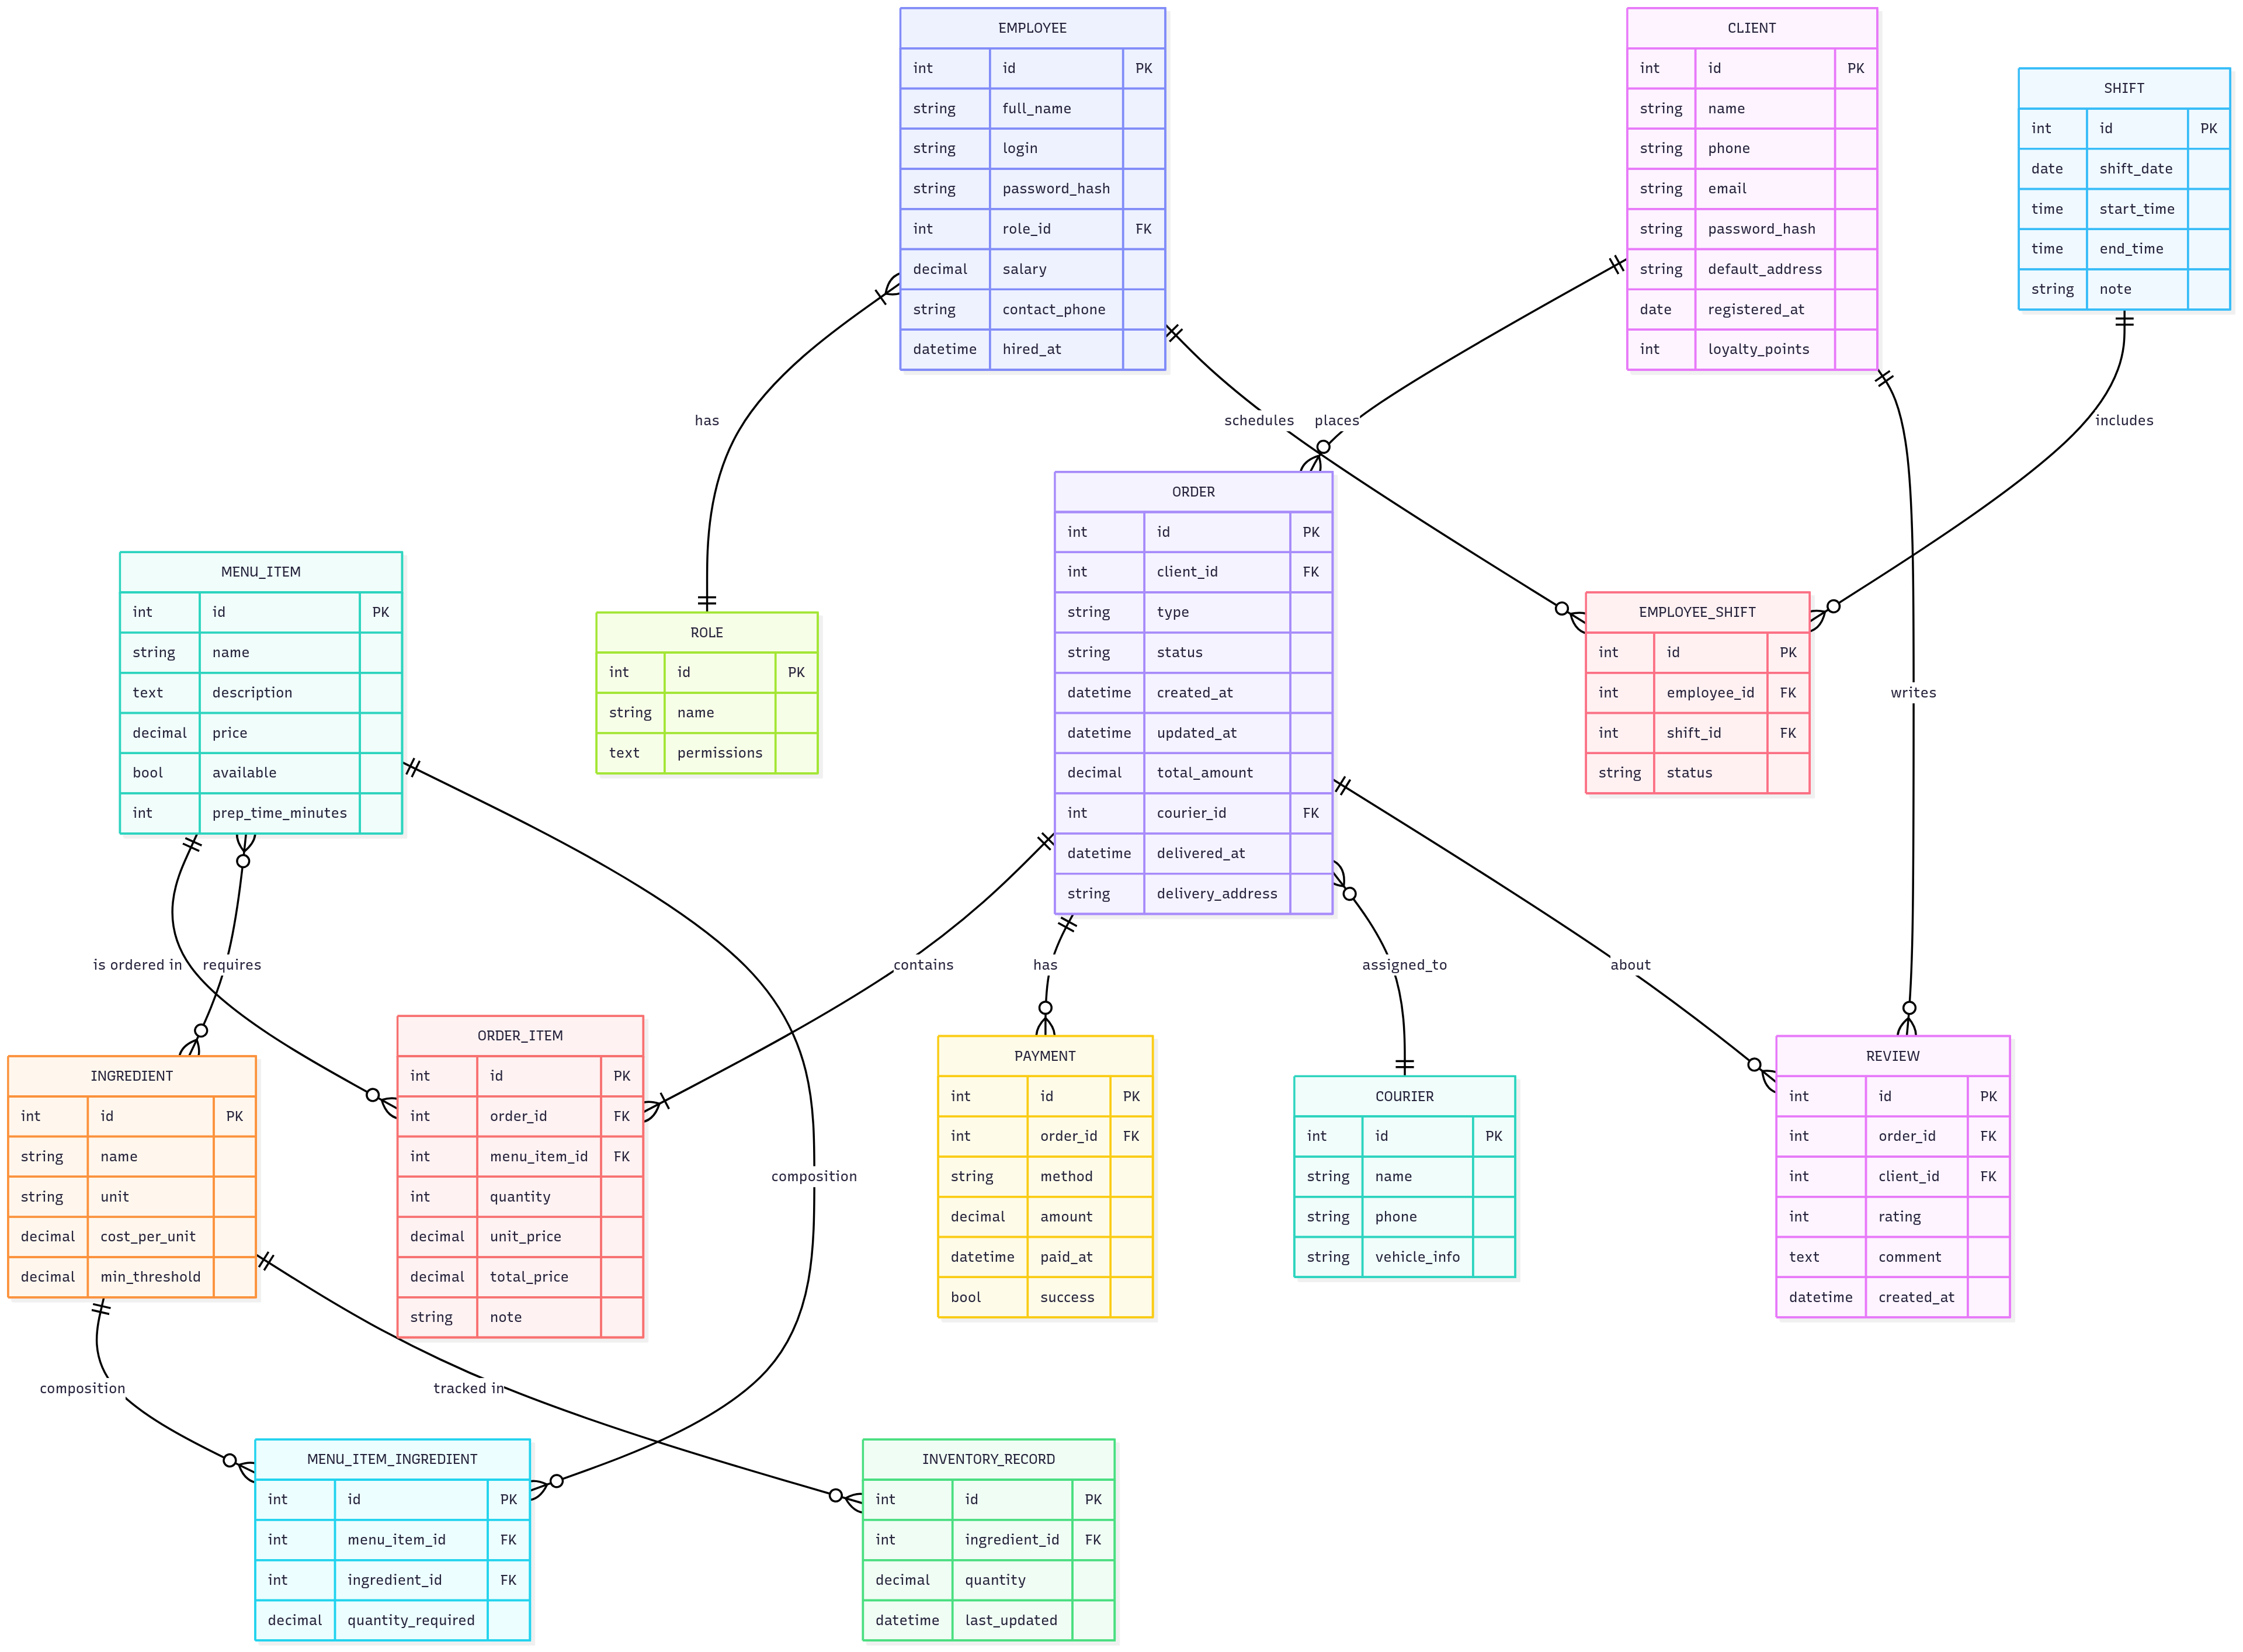 EMPLOYEE
int id PK
string full_name
string login
string password_hash
int role_id FK
decimal salary
string contact_phone
datetime hired_at
CLIENT
int id PK
string name
string phone
string email
string password_hash
string default_address
date registered_at
int loyalty_points
SHIFT
int id PK
date shift_date
time start_time
time end_time
string note
has
schedules
places
includes
ORDER
int id PK
int client_id FK
string type
string status
datetime created_at
datetime updated_at
decimal total_amount
int courier_id FK
datetime delivered_at
string delivery_address
MENU_ITEM
int id PK
string name
text description
decimal price
bool available
int prep_time_minutes
ROLE
int id PK
string name
text permissions
EMPLOYEE_SHIFT
int id PK
int employee_id FK
int shift_id FK
string status
writes
is ordered in
requires
contains
has
assigned_to
about
INGREDIENT
int id PK
string name
string unit
decimal cost_per_unit
decimal min_threshold
ORDER_ITEM
int id PK
int order_id FK
int menu_item_id FK
int quantity
decimal unit_price
decimal total_price
string note
composition
PAYMENT
int id PK
int order_id FK
string method
decimal amount
datetime paid_at
bool success
COURIER
int id PK
string name
string phone
string vehicle_info
REVIEW
int id PK
int order_id FK
int client_id FK
int rating
text comment
datetime created_at
composition
tracked in
MENU_ITEM_INGREDIENT
int id PK
int menu_item_id FK
int ingredient_id FK
decimal quantity_required
INVENTORY_RECORD
int id PK
int ingredient_id FK
decimal quantity
datetime last_updated